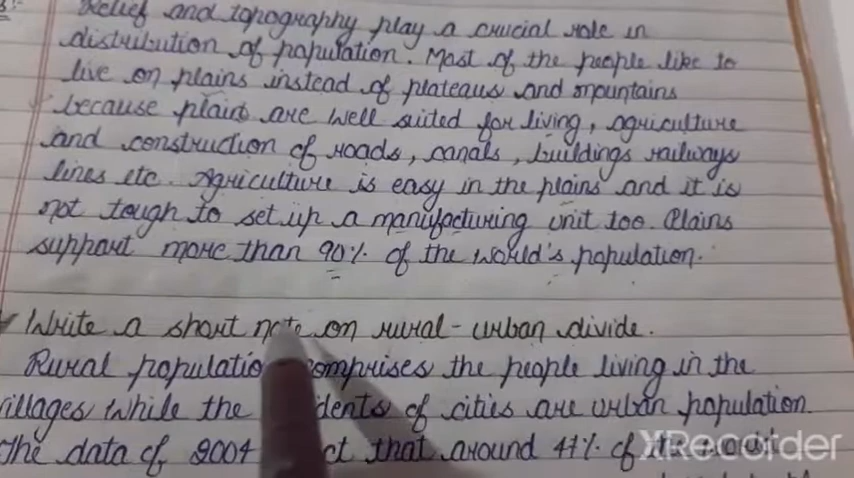 Relief and topography play a crucial role in
distribution of population. Most of the people like to
live on plains instead of plateaus and mountains
because plains are well suited for living, agriculture
and construction of roads, canals, buildings railways
lines etc. Agriculture is easy in the plains and it is
not tough to set up a manufacturing unit too. Plains
support more than 90% of the world's population.
Write a short note on rural-urban divide.
Rural population comprises the people living in the
villages while the of cities are urban population.
The data of 2004 that around 47% of the
XRecorder